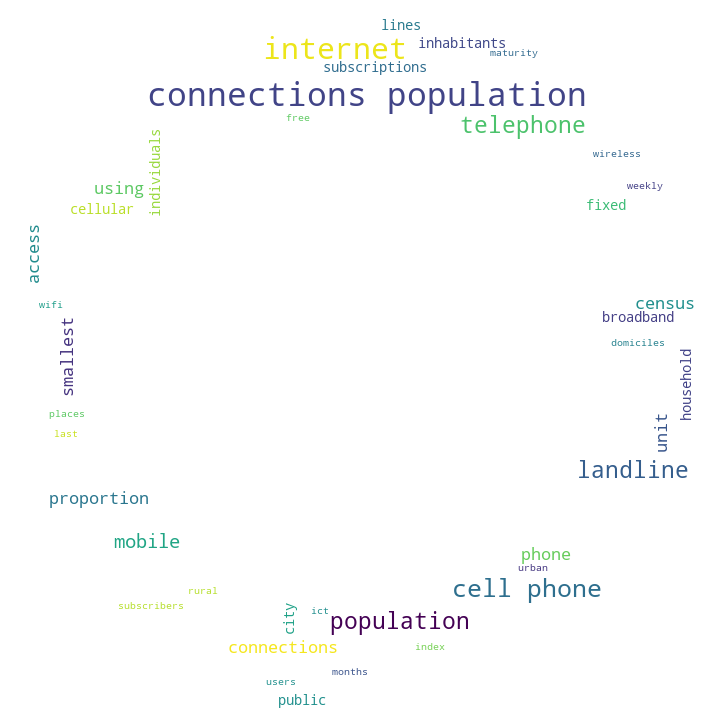 lines
internet
inhabitants
maturity
subscriptions
connections population
free
telephone
individuals
wireless
using
weekly
cellular
fixed
access
wifi
census
smallest
broadband
domiciles
household
places
last
unit
landline
proportion
mobile
phone
urban
cell phone
rural
subscribers
city
ict
population
connections
index
months
users
public